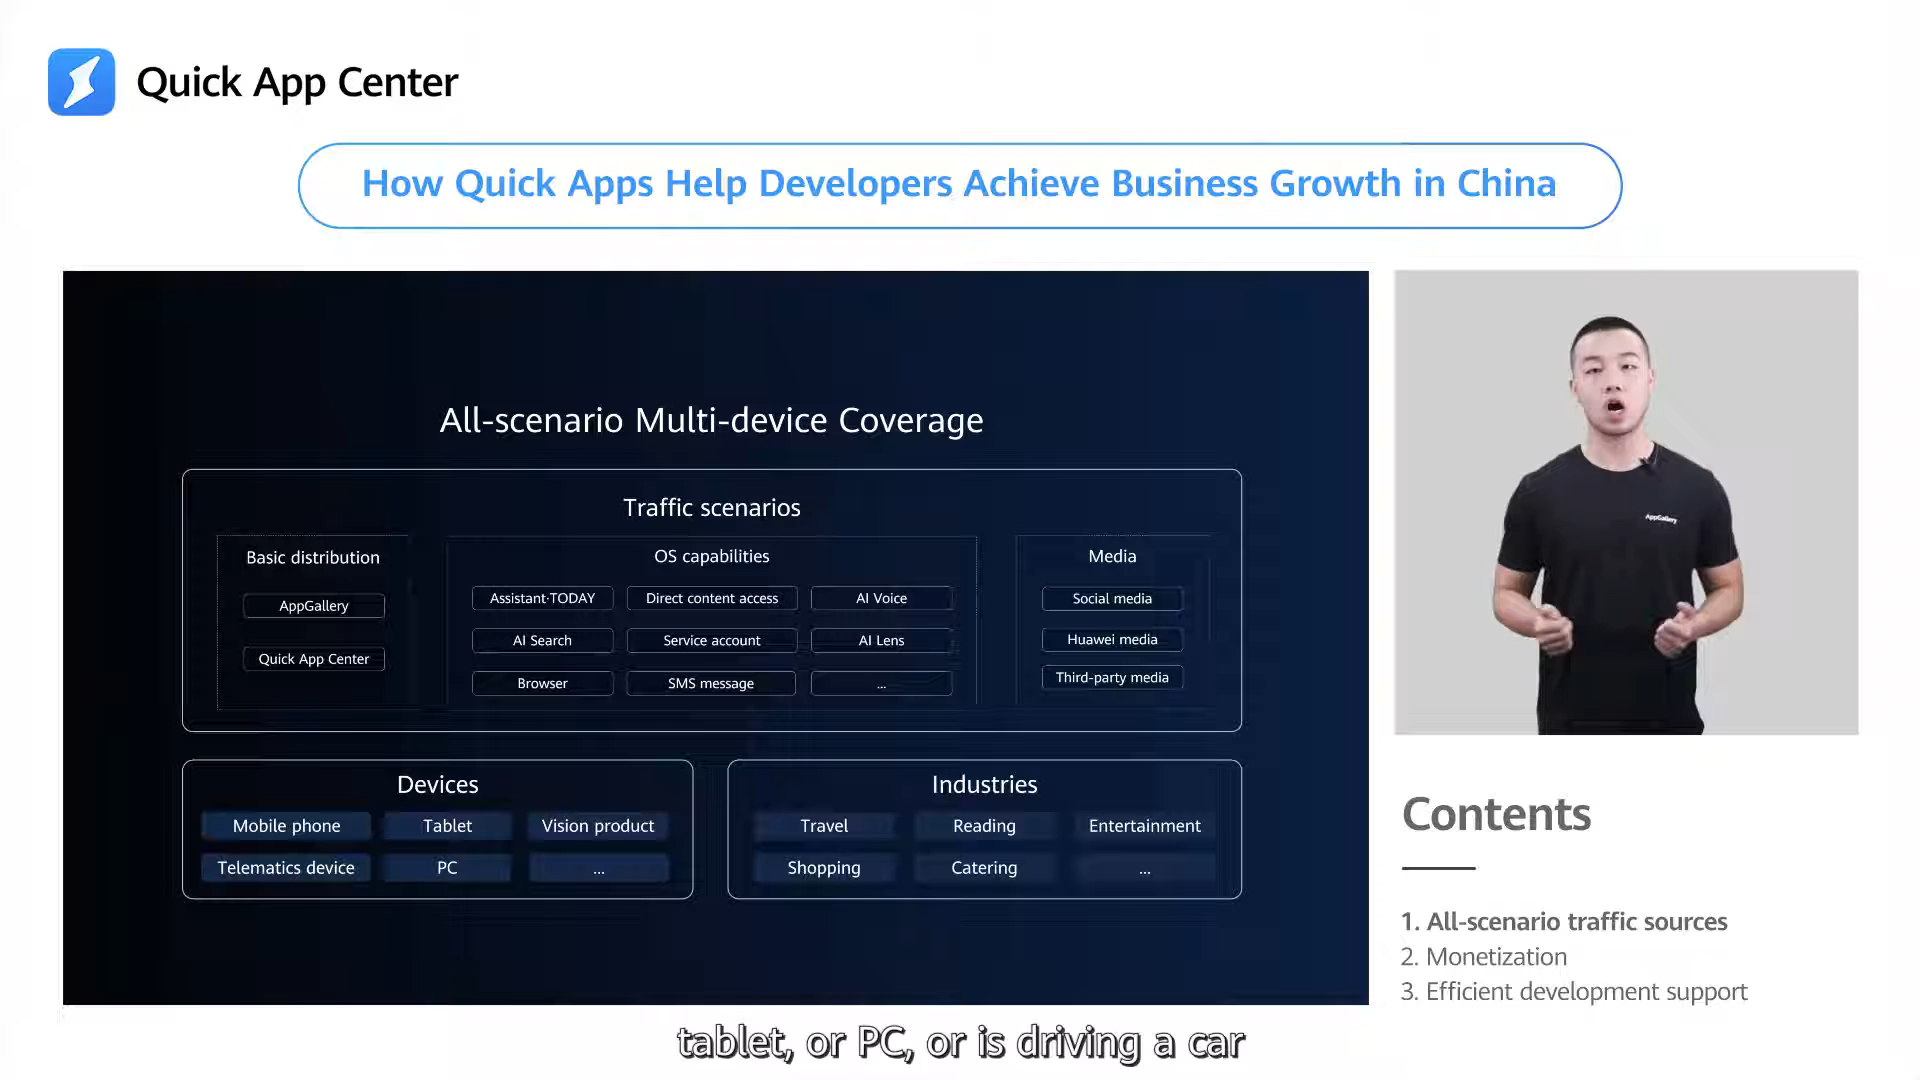 Quick App Center
How Quick Apps Help Developers Achieve Business Growth in China
All-scenario Multi-device Coverage
Traffic scenarios
Basic distribution
AppGallery
Quick App Center
OS capabilities
Assistant·TODAY
Direct content access
AI Voice
AI Search
Service account
AI Lens
Browser
SMS message
...
Media
Social media
Huawei media
Third-party media
Devices
Mobile phone
Tablet
Vision product
Telematics device
PC
...
Industries
Travel
Reading
Entertainment
Shopping
Catering
...
AppGallery
Contents
1. All-scenario traffic sources
2. Monetization
3. Efficient development support
tablet, or PC, or is driving a car